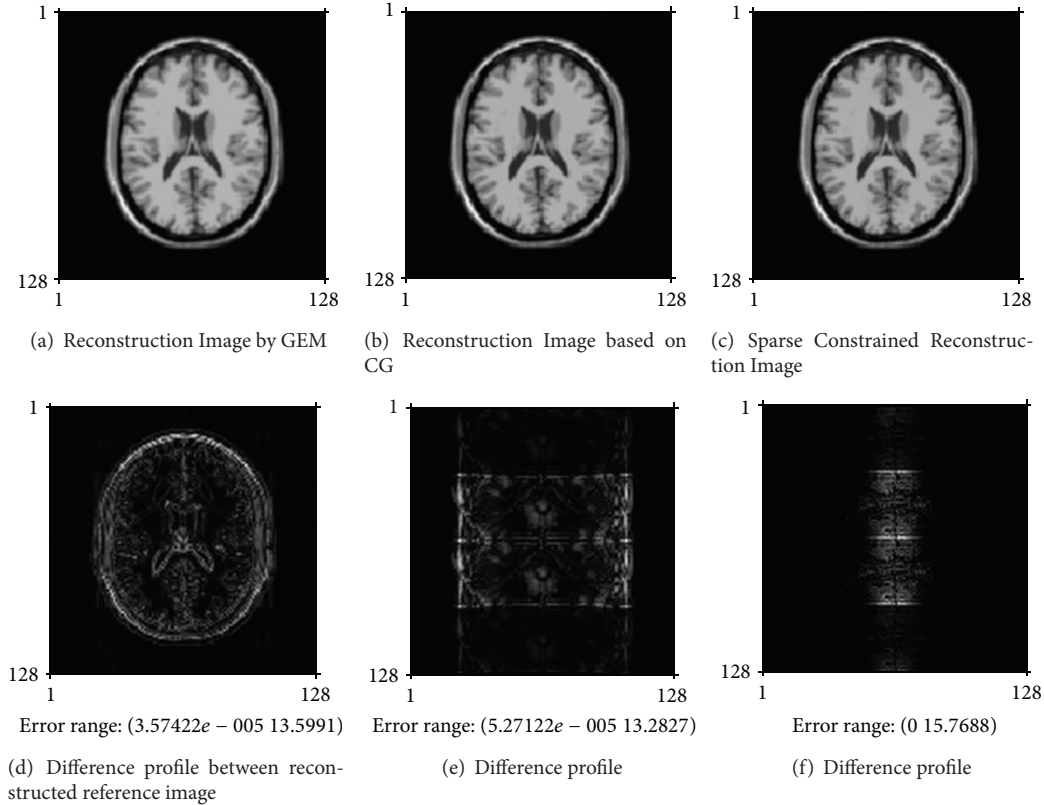 1
1
1
128
128
128
1
128
1
128
1
128
(a) Reconstruction Image by GEM
(b) Reconstruction Image based on
CG
(c) Sparse Constrained Reconstruc-
tion Image
1
1
1
128
128
128
1
128
1
128
1
128
Error range: (3.57422e − 005 13.5991)
Error range: (5.27122e − 005 13.2827)
Error range: (0 15.7688)
(d) Difference profile between recon-
structed reference image
(e) Difference profile
(f) Difference profile